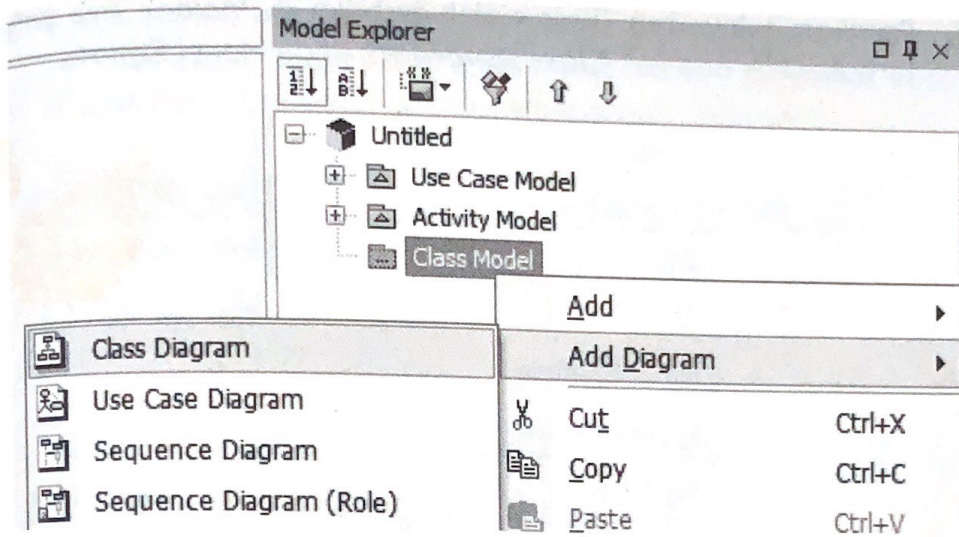 Model Explorer
Untitled
Use Case Model
Activity Model
Class Model
Add
Add Diagram
Cut Ctrl+X
Copy Ctrl+C
Paste Ctrl+V
Class Diagram
Use Case Diagram
Sequence Diagram
Sequence Diagram (Role)